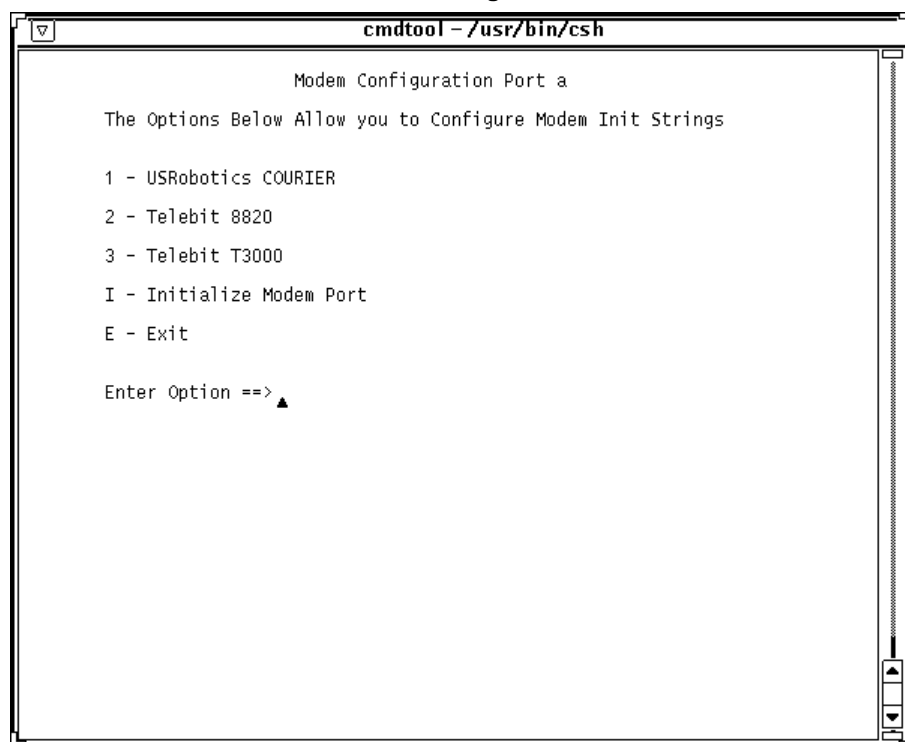 cmdtool – /usr/bin/csh
Modem Configuration Port a
The Options Below Allow you to Configure Modem Init Strings
1 - USRobotics COURIER
2 - Telebit 8820
3 - Telebit T3000
I - Initialize Modem Port
E - Exit
Enter Option ==>